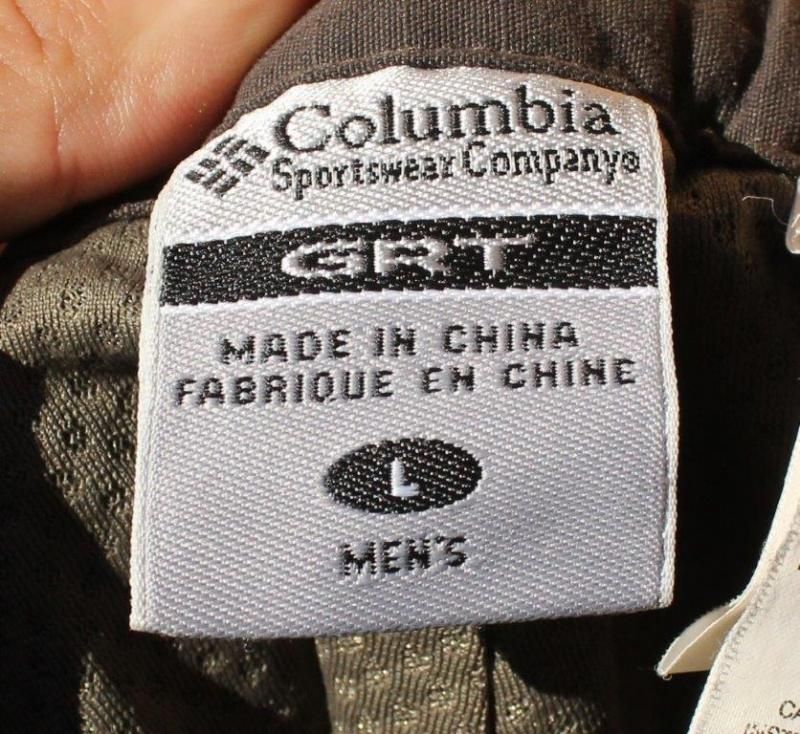 Columbia
Sportswear Company®
GRT
MADE IN CHINA
FABRIQUE EN CHINE
L
MEN'S